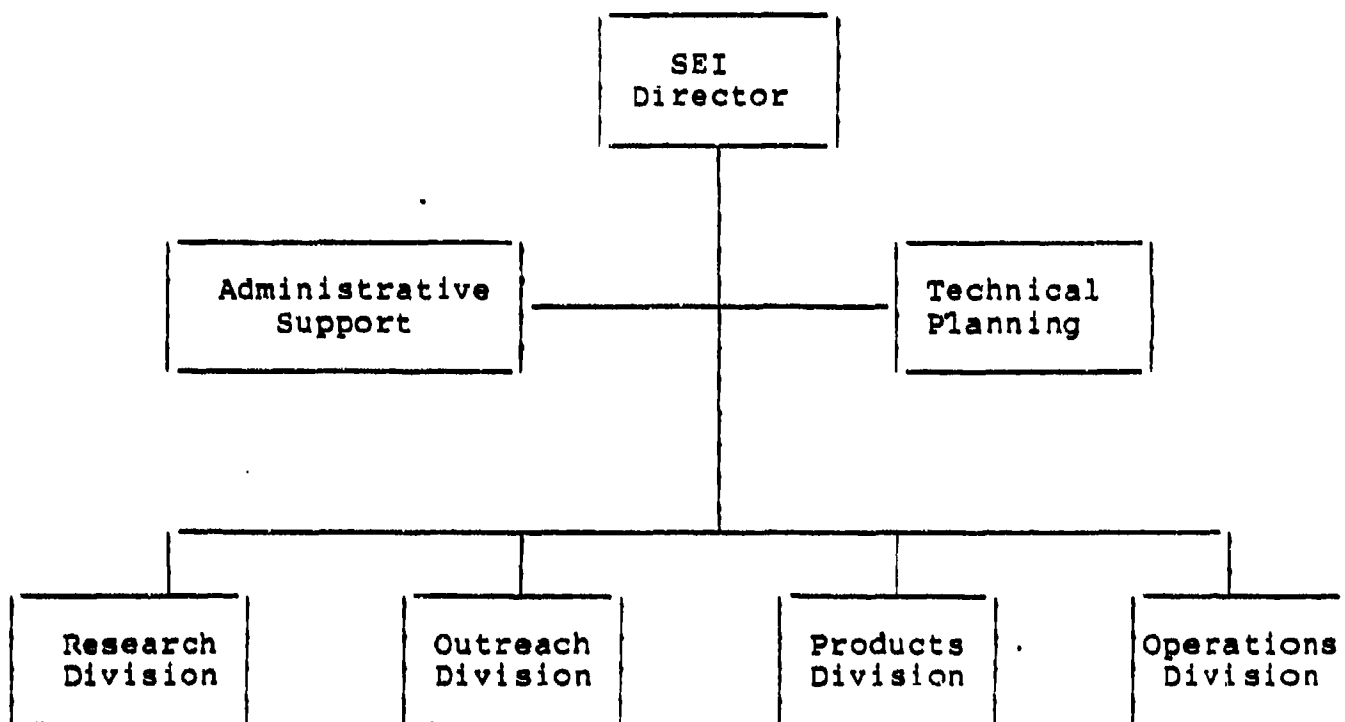 SEI
Director
Administrative
Support
Technical
Planning
Research
Division
Outreach
Division
Products
Division
Operations
Division